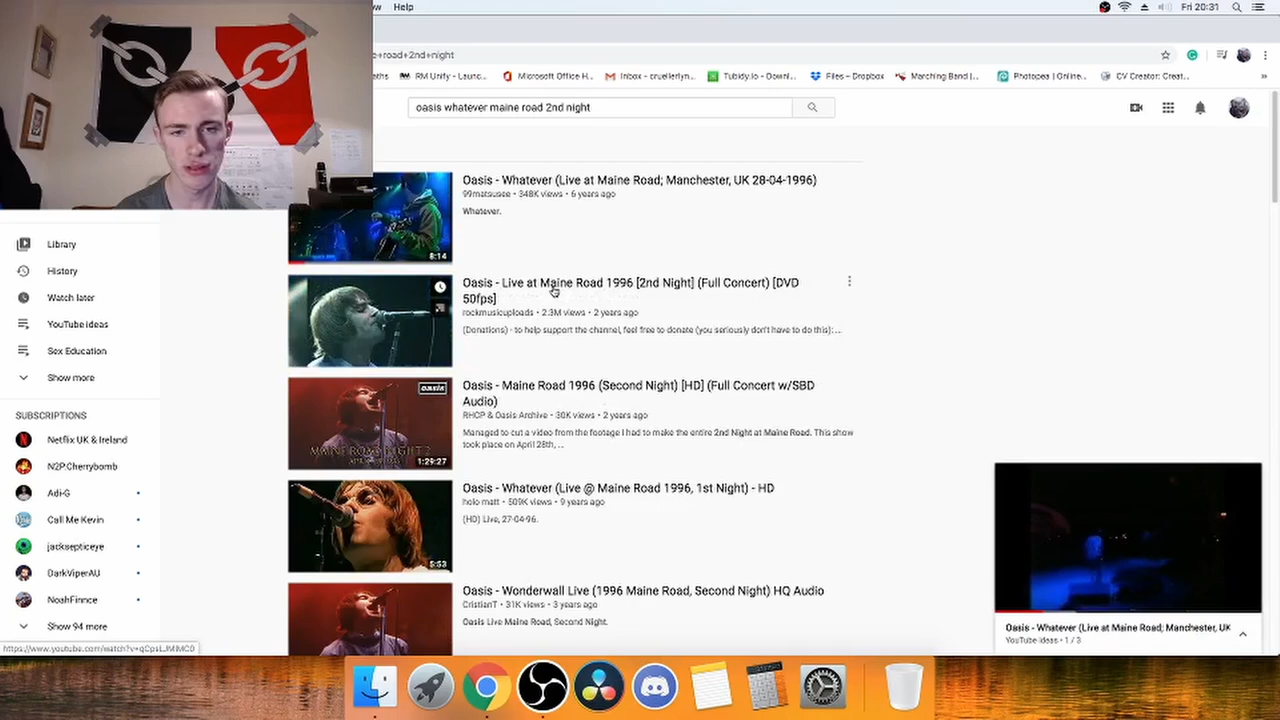 Help
Fri 20:31
+road+2nd+night
RM Unify - Launc...
Microsoft Office H...
Inbox - cruellerlyn...
Tubidy.io - Downl...
Files – Dropbox
Marching Band |...
Photopea | Online...
CV Creator: Creat...
oasis whatever maine road 2nd night
Oasis - Whatever (Live at Maine Road; Manchester, UK 28-04-1996)
99matsusee • 348K views • 6 years ago
Whatever.
8:14
Oasis - Live at Maine Road 1996 [2nd Night] (Full Concert) [DVD
50fps]
rockmusicuploads • 2.3M views • 2 years ago
(Donations) - to help support the channel, feel free to donate (you seriously don't have to do this): ...
oasis
MAINE ROAD NIGHT 2
1:29:27
Oasis - Maine Road 1996 (Second Night) [HD] (Full Concert w/SBD
Audio)
RHCP & Oasis Archive • 30K views • 2 years ago
Managed to cut a video from the footage I had to make the entire 2nd Night at Maine Road. This show
took place on April 28th, ...
Oasis - Whatever (Live @ Maine Road 1996, 1st Night) - HD
holo matt • 509K views • 9 years ago
(HD) Live, 27-04-96.
5:53
Oasis - Wonderwall Live (1996 Maine Road, Second Night) HQ Audio
CristianT • 31K views • 3 years ago
Oasis Live Maine Road, Second Night.
Library
History
Watch later
YouTube ideas
Sex Education
Show more
SUBSCRIPTIONS
Netflix UK & Ireland
N2P.Cherrybomb
Adi-G
Call Me Kevin
jacksepticeye
DarkViperAU
NoahFinnce
Show 94 more
Oasis - Whatever (Live at Maine Road; Manchester, UK
YouTube ideas • 1 / 3